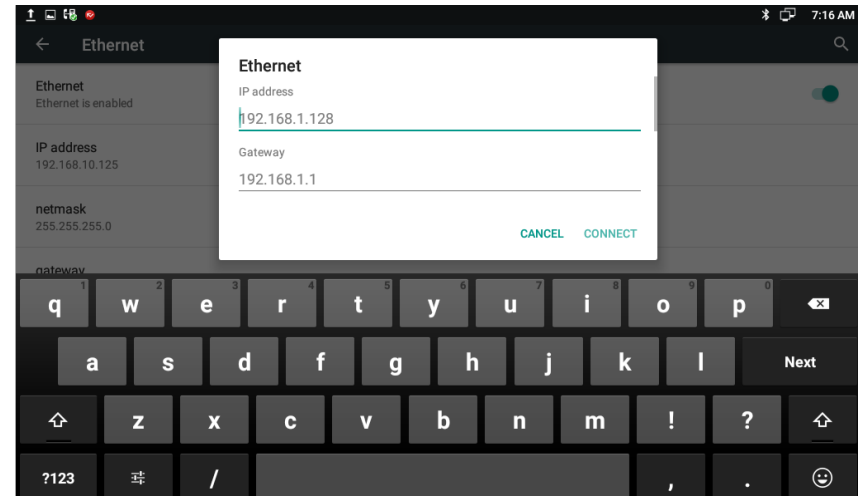 7:16 AM
Ethernet
Ethernet
Ethernet is enabled
IP address
192.168.10.125
netmask
255.255.255.0
gateway
Ethernet
IP address
192.168.1.128
Gateway
192.168.1.1
CANCEL CONNECT
1 2 3 4 5 6 7 8 9 0
q w e r t y u i o p
a s d f g h j k l Next
z x c v b n m ! ?
?123 / , .